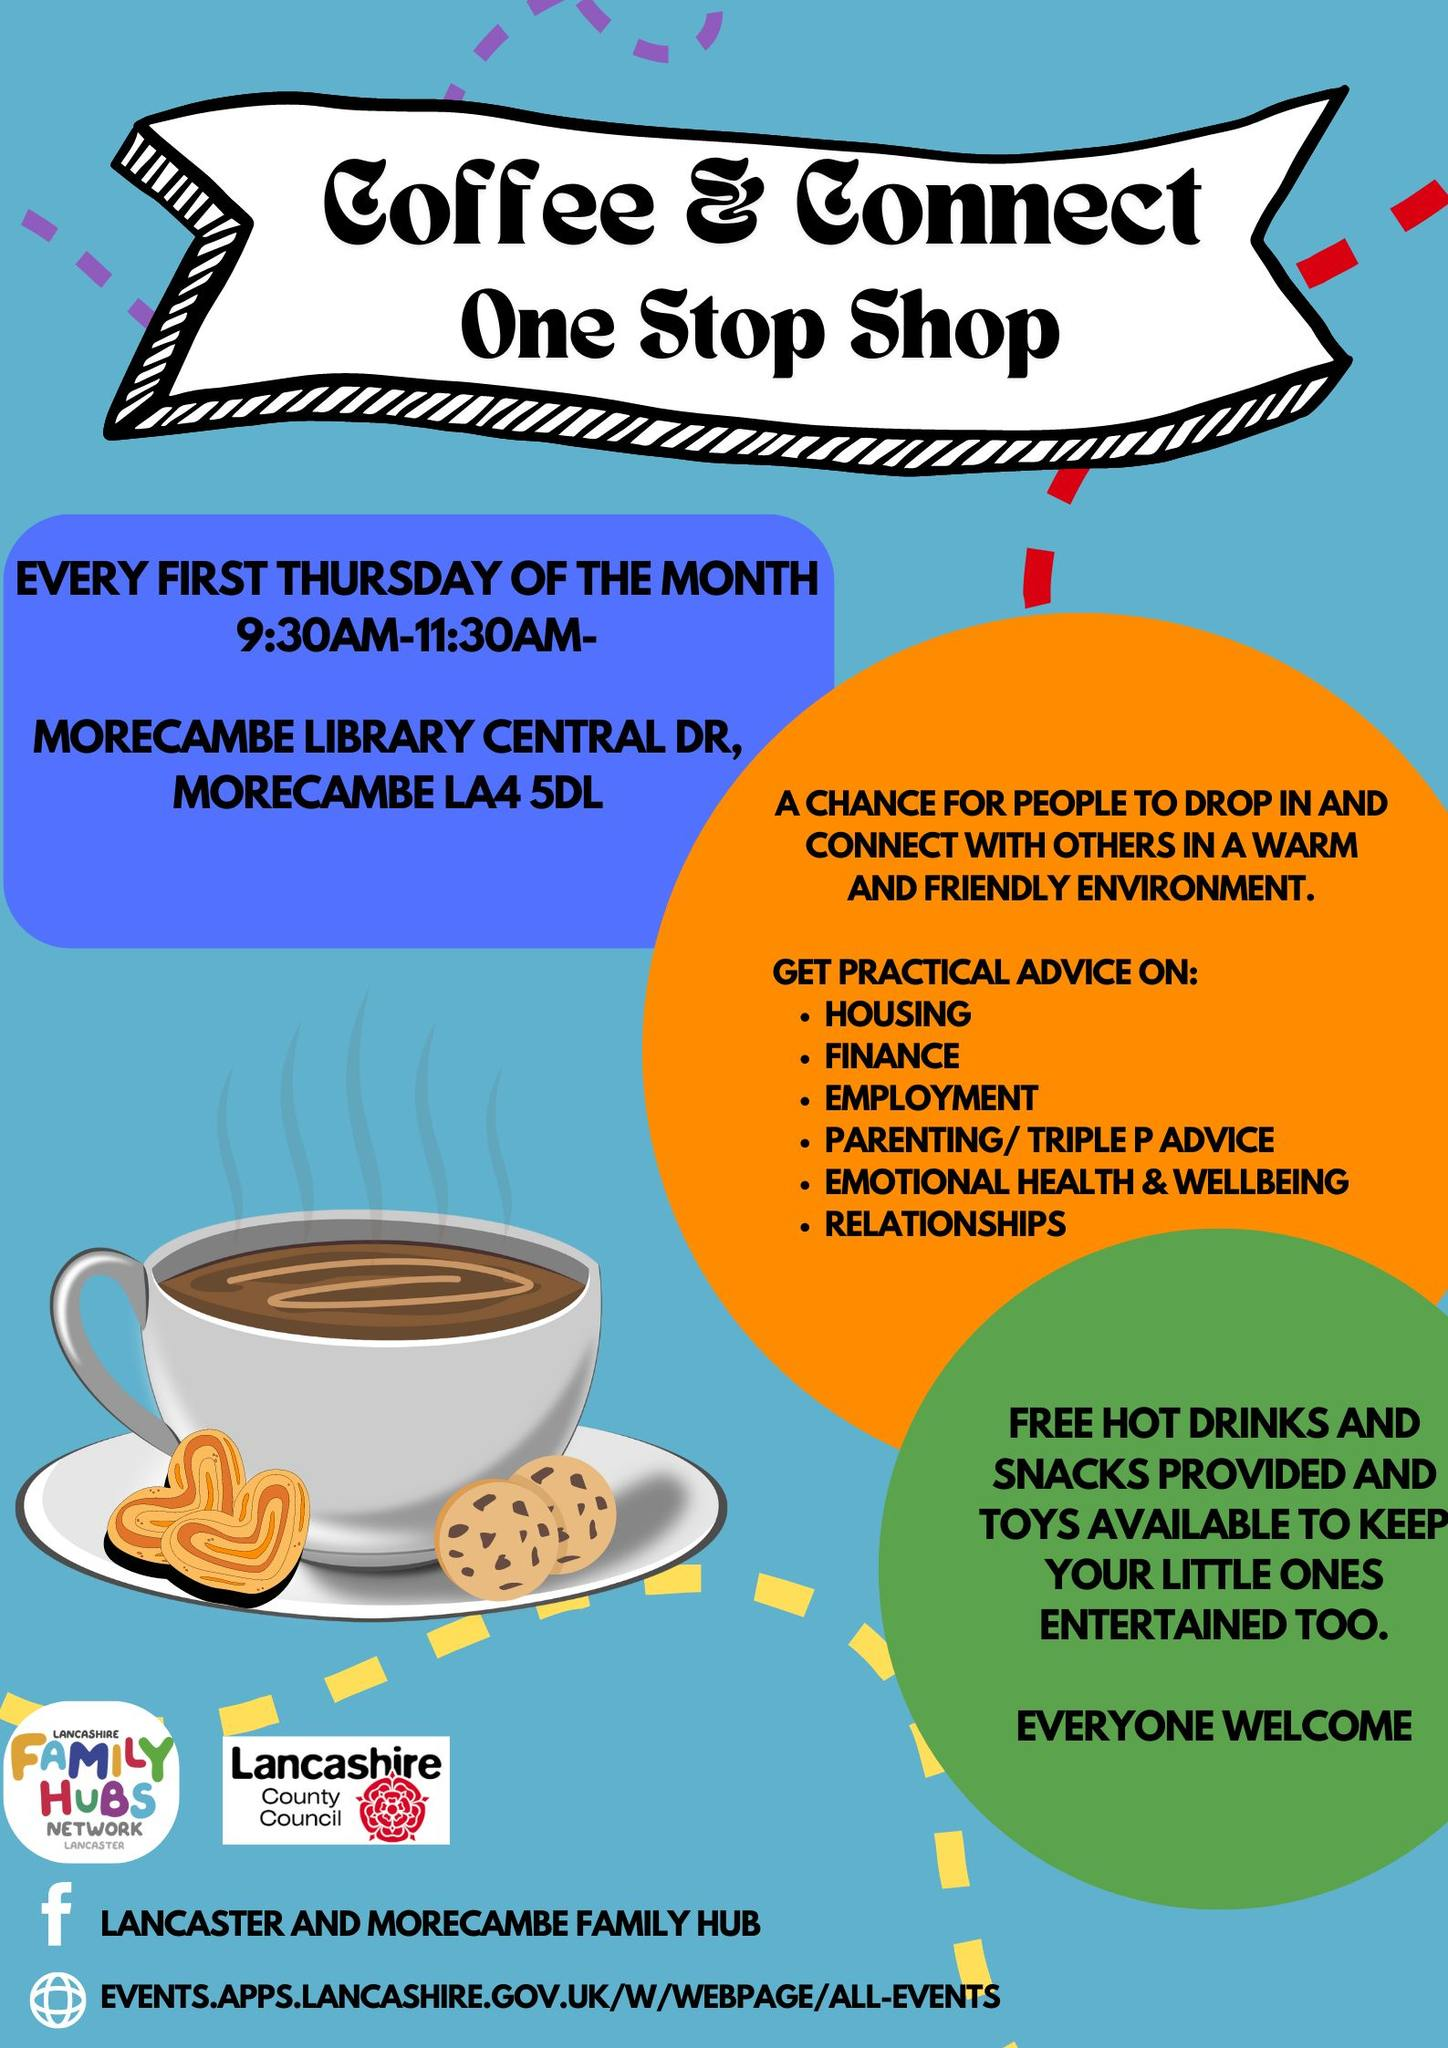 Coffee & Connect
One Stop Shop
EVERY FIRST THURSDAY OF THE MONTH
9:30AM-11:30AM-
MORECAMBE LIBRARY CENTRAL DR,
MORECAMBE LA4 5DL
A CHANCE FOR PEOPLE TO DROP IN AND
CONNECT WITH OTHERS IN A WARM
AND FRIENDLY ENVIRONMENT.
GET PRACTICAL ADVICE ON:
• HOUSING
• FINANCE
• EMPLOYMENT
• PARENTING/ TRIPLE P ADVICE
• EMOTIONAL HEALTH & WELLBEING
• RELATIONSHIPS
FREE HOT DRINKS AND
SNACKS PROVIDED AND
TOYS AVAILABLE TO KEEP
YOUR LITTLE ONES
ENTERTAINED TOO.
EVERYONE WELCOME
LANCASHIRE
FAMILY
HUBS
NETWORK
LANCASTER
Lancashire
County
Council
f LANCASTER AND MORECAMBE FAMILY HUB
EVENTS.APPS.LANCASHIRE.GOV.UK/W/WEBPAGE/ALL-EVENTS